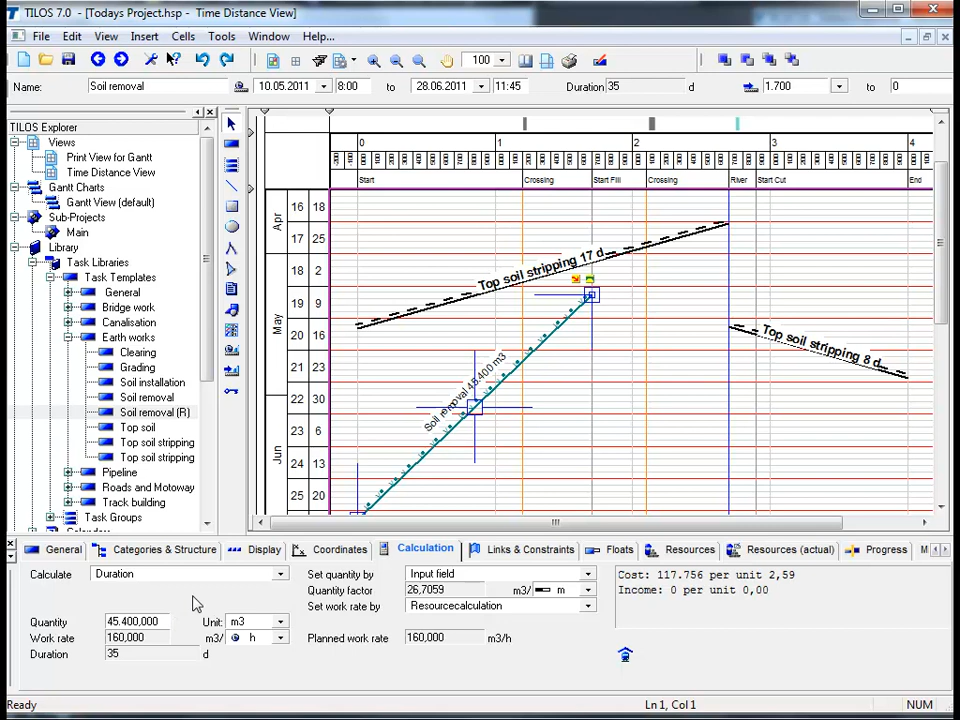 TILOS 7.0 - [Todays Project.hsp - Time Distance View]
File Edit View Insert Cells Tools Window Help...
100
Name: Soil removal 10.05.2011 8:00 to 28.06.2011 11:45 Duration 35 d 1.700 to 0
TILOS Explorer
Views
Print View for Gantt
Time Distance View
Gantt Charts
Gantt View (default)
Sub-Projects
Main
Library
Task Libraries
Task Templates
General
Bridge work
Canalisation
Earth works
Clearing
Grading
Soil installation
Soil removal
Soil removal (R)
Top soil
Top soil stripping
Top soil stripping
Pipeline
Roads and Motoway
Track building
Task Groups
0 1 2 3 4
Start Crossing Start Fill Crossing River Start Cut End
Apr 16 18
17 25
May 18 2
19 9
20 16
21 23
22 30
Jun 23 6
24 13
25 20
Top soil stripping 17 d
Soil removal 45.400 m3
Top soil stripping 8 d
General Categories & Structure Display Coordinates Calculation Links & Constraints Floats Resources Resources (actual) Progress M
Calculate Duration
Quantity 45.400,000 Unit: m3
Work rate 160,000 m3/ h
Duration 35 d
Set quantity by Input field
Quantity factor 26,7059 m3/ m
Set work rate by Resourcecalculation
Planned work rate 160,000 m3/h
Cost: 117.756 per unit 2,59
Income: 0 per unit 0,00
Ready Ln 1, Col 1 NUM